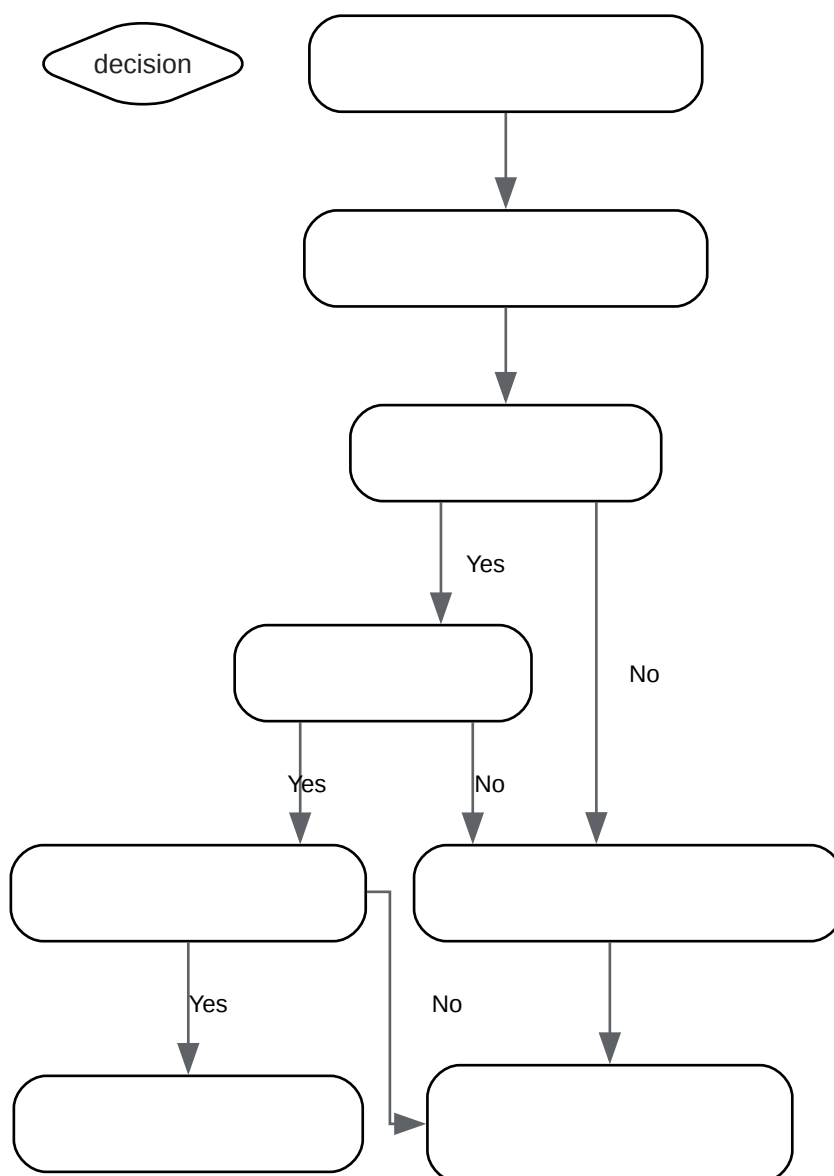 decision
Yes
No
Yes
No
Yes
No